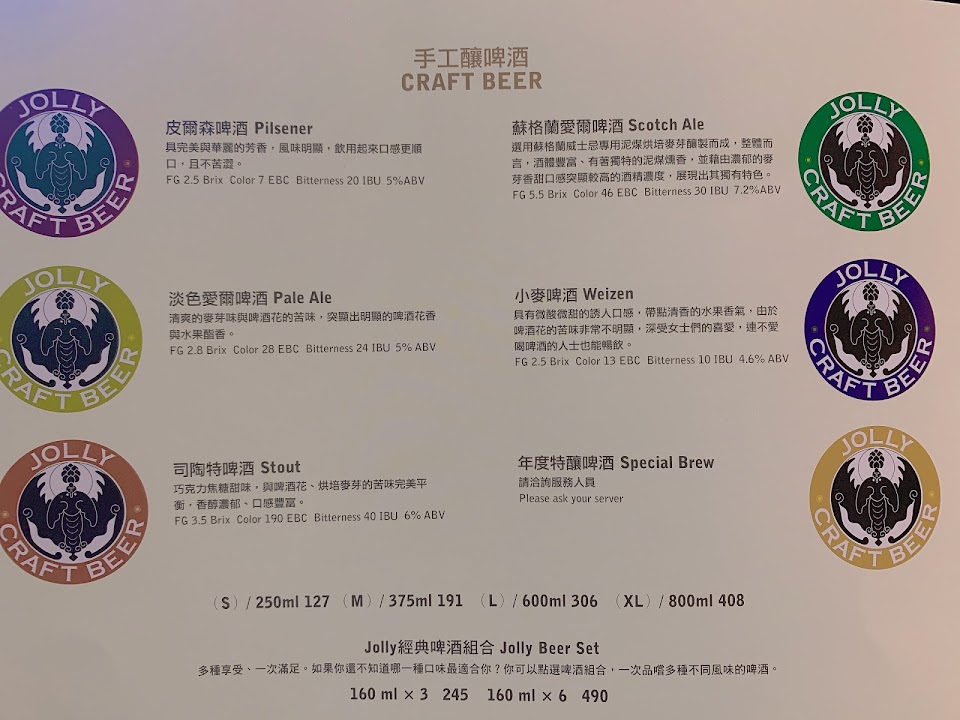 手工釀啤酒
CRAFT BEER
JOLLY
CRAFT BEER
皮爾森啤酒 Pilsener
具完美與華麗的芳香，風味明顯，飲用起來口感更順
口，且不苦澀。
FG 2.5 Brix Color 7 EBC Bitterness 20 IBU 5%ABV
蘇格蘭愛爾啤酒 Scotch Ale
選用蘇格蘭威士忌專用泥煤烘培麥芽釀製而成，整體而
言，酒體豐富、有著獨特的泥煤燻香，並藉由濃郁的麥
芽香甜口感突顯較高的酒精濃度，展現出其獨有特色。
FG 5.5 Brix Color 46 EBC Bitterness 30 IBU 7.2%ABV
JOLLY
CRAFT BEER
JOLLY
CRAFT BEER
淡色愛爾啤酒 Pale Ale
清爽的麥芽味與啤酒花的苦味，突顯出明顯的啤酒花香
與水果酯香。
FG 2.8 Brix Color 28 EBC Bitterness 24 IBU 5% ABV
小麥啤酒 Weizen
具有微酸微甜的誘人口感，帶點清香的水果香氣，由於
啤酒花的苦味非常不明顯，深受女士們的喜愛，連不愛
喝啤酒的人士也能暢飲。
FG 2.5 Brix Color 13 EBC Bitterness 10 IBU 4.6% ABV
JOLLY
CRAFT BEER
JOLLY
CRAFT BEER
司陶特啤酒 Stout
巧克力焦糖甜味，與啤酒花、烘培麥芽的苦味完美平
衡，香醇濃郁、口感豐富。
FG 3.5 Brix Color 190 EBC Bitterness 40 IBU 6% ABV
年度特釀啤酒 Special Brew
請洽詢服務人員
Please ask your server
JOLLY
CRAFT BEER
（S）/ 250ml 127 （M）/ 375ml 191 （L）/ 600ml 306 （XL）/ 800ml 408
Jolly經典啤酒組合 Jolly Beer Set
多種享受、一次滿足。如果你還不知道哪一種口味最適合你？你可以點選啤酒組合，一次品嚐多種不同風味的啤酒。
160 ml × 3 245 160 ml × 6 490